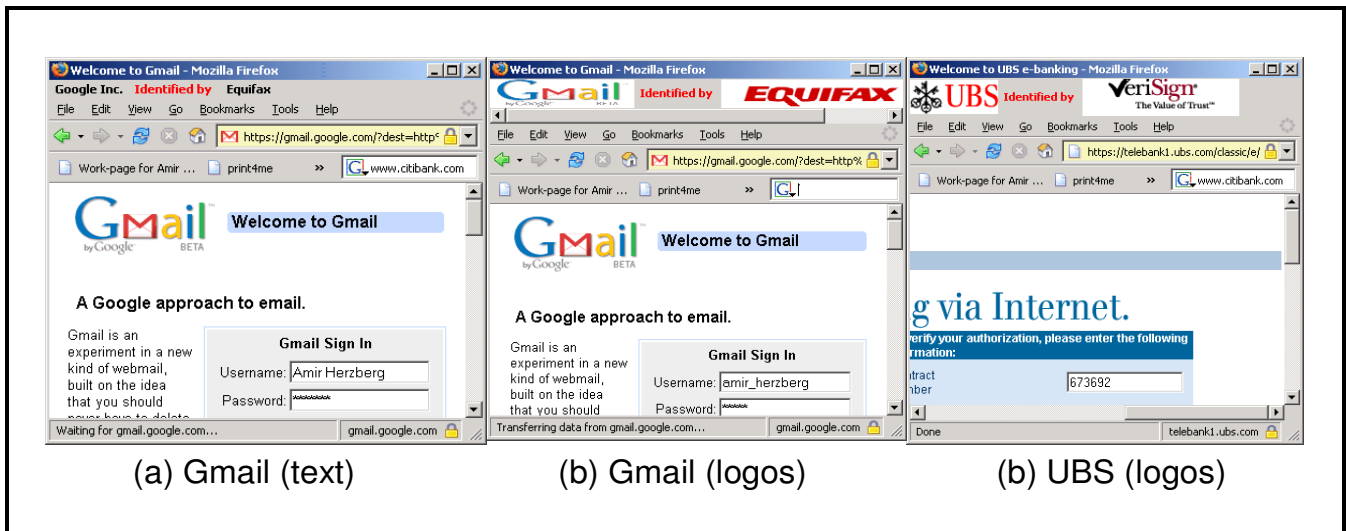 Welcome to Gmail - Mozilla Firefox
Google Inc. Identified by Equifax
File Edit View Go Bookmarks Tools Help
https://gmail.google.com/?dest=http%
Work-page for Amir ... print4me » G www.citibank.com
Gmail™
by Google BETA
Welcome to Gmail
A Google approach to email.
Gmail is an
experiment in a new
kind of webmail,
built on the idea
that you should
never have to delete
Gmail Sign In
Username: Amir Herzberg
Password: *******
Waiting for gmail.google.com... gmail.google.com
(a) Gmail (text)
Welcome to Gmail - Mozilla Firefox
Gmail Identified by EQUIFAX
by Google BETA
File Edit View Go Bookmarks Tools Help
https://gmail.google.com/?dest=http%
Work-page for Amir ... print4me » G
Gmail™
by Google BETA
Welcome to Gmail
A Google approach to email.
Gmail is an
experiment in a new
kind of webmail,
built on the idea
that you should
Gmail Sign In
Username: amir_herzberg
Password: *****
Transferring data from gmail.google.com... gmail.google.com
(b) Gmail (logos)
Welcome to UBS e-banking - Mozilla Firefox
UBS Identified by VeriSign
The Value of Trust℠
File Edit View Go Bookmarks Tools Help
https://telebank1.ubs.com/classic/e/
Work-page for Amir ... print4me » G www.citibank.com
g via Internet.
verify your authorization, please enter the following
rmation:
ntract
mber
673692
Done telebank1.ubs.com
(b) UBS (logos)